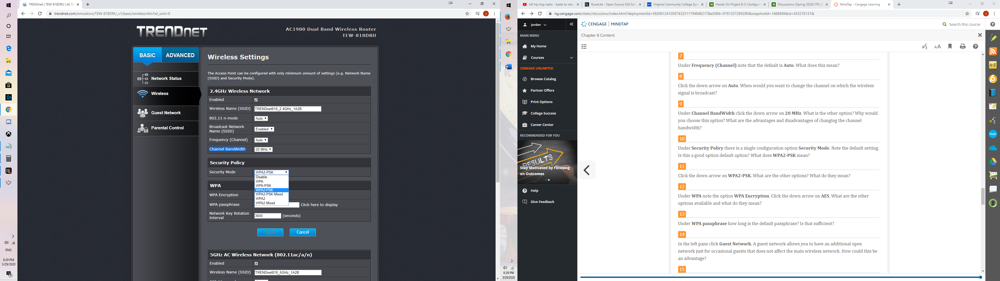 TRENDnet | TEW-818DRU | AC19
trendnet.com/emulators/TEW-818DRU_v1/basic/wireless.htm?wl_unit=0
TRENDNET
AC1900 Dual Band Wireless Router
TEW-818DRU
BASIC
ADVANCED
Network Status
Wireless
Guest Network
Parental Control
Wireless Settings
The Access Point can be configured with only minimum amount of settings (e.g. Network Name
(SSID) and Security Mode).
2.4GHz Wireless Network
Enabled
Wireless Name (SSID) TRENDnet818_2.4GHz_1A2B
802.11 n-mode Auto
Broadcast Network
Name (SSID) Enabled
Frequency (Channel) Auto
Channel BandWidth 20 MHz
Security Policy
Security Mode WPA2-PSK
Disable
WPA
WPA-PSK
WPA2-PSK
WPA2-PSK Mixed
WPA2
WPA2 Mixed
WPA
WPA Encryption
WPA passphrase Click here to display
Network Key Rotation
Interval 3600 (seconds)
Apply Cancel
5GHz AC Wireless Network (802.11ac/a/n)
Enabled
Wireless Name (SSID) TRENDnet818_5GHz_1A2B
ENG
8:29 PM
3/29/2020
3
8:29 PM
3/29/2020
lofi hip hop radio - beats to rela
RuneLite - Open Source Old Sch
Virginia Community College Syst
Hands-On Project 8-3: Configurin
Discussions: (Spring 2020) ITN 26
MindTap - Cengage Learning
ng.cengage.com/static/nb/ui/evo/index.html?deploymentId=5820612410507432511794848217&eISBN=9781337289290&snapshotId=1488849&id=655276131&
jordan
MAIN MENU
My Home
Courses
CENGAGE UNLIMITED
Browse Catalog
Partner Offers
Print Options
College Success
Career Center
RECOMMENDED FOR YOU
RESULTS
Stay Motivated by Focusing
on Outcomes
Help
Give Feedback
CENGAGE | MINDTAP
Search this course
Chapter 8 Content
AA
7
Under Frequency (Channel) note that the default is Auto. What does this mean?
8
Click the down arrow on Auto. When would you want to change the channel on which the wireless
signal is broadcast?
9
Under Channel BandWidth click the down arrow on 20 MHz. What is the other option? Why would
you choose this option? What are the advantages and disadvantages of changing the channel
bandwidth?
10
Under Security Policy there is a single configuration option Security Mode. Note the default setting.
Is this a good option default option? What does WPA2-PSK mean?
11
Click the down arrow on WPA2-PSK. What are the other options? What do they mean?
12
Under WPA note the option WPA Encryption. Click the down arrow on AES. What are the other
options available and what do they mean?
13
Under WPA passphrase how long is the default passphrase? Is that sufficient?
14
In the left pane click Guest Network. A guest network allows you to have an additional open
network just for occasional guests that does not affect the main wireless network. How could this be
an advantage?
15
A-Z
bongo